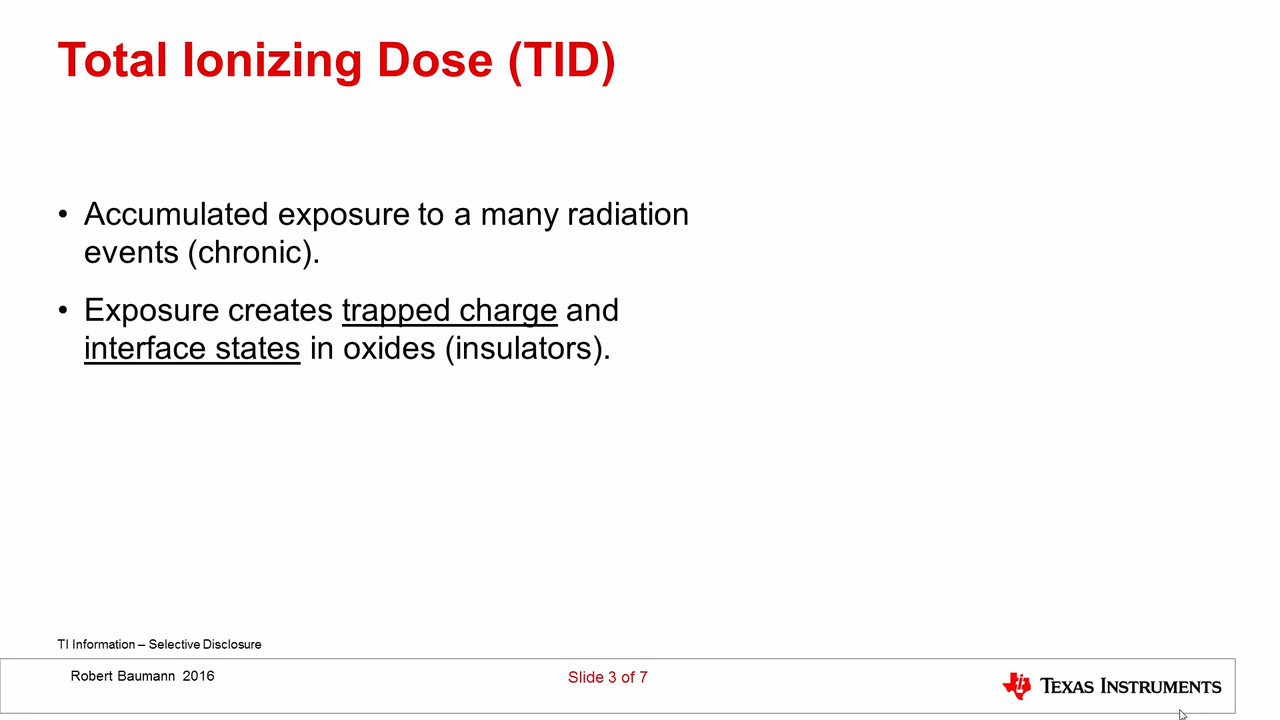 Total Ionizing Dose (TID)
• Accumulated exposure to a many radiation
events (chronic).
• Exposure creates trapped charge and
interface states in oxides (insulators).
TI Information – Selective Disclosure
Robert Baumann 2016
Slide 3 of 7
TEXAS INSTRUMENTS